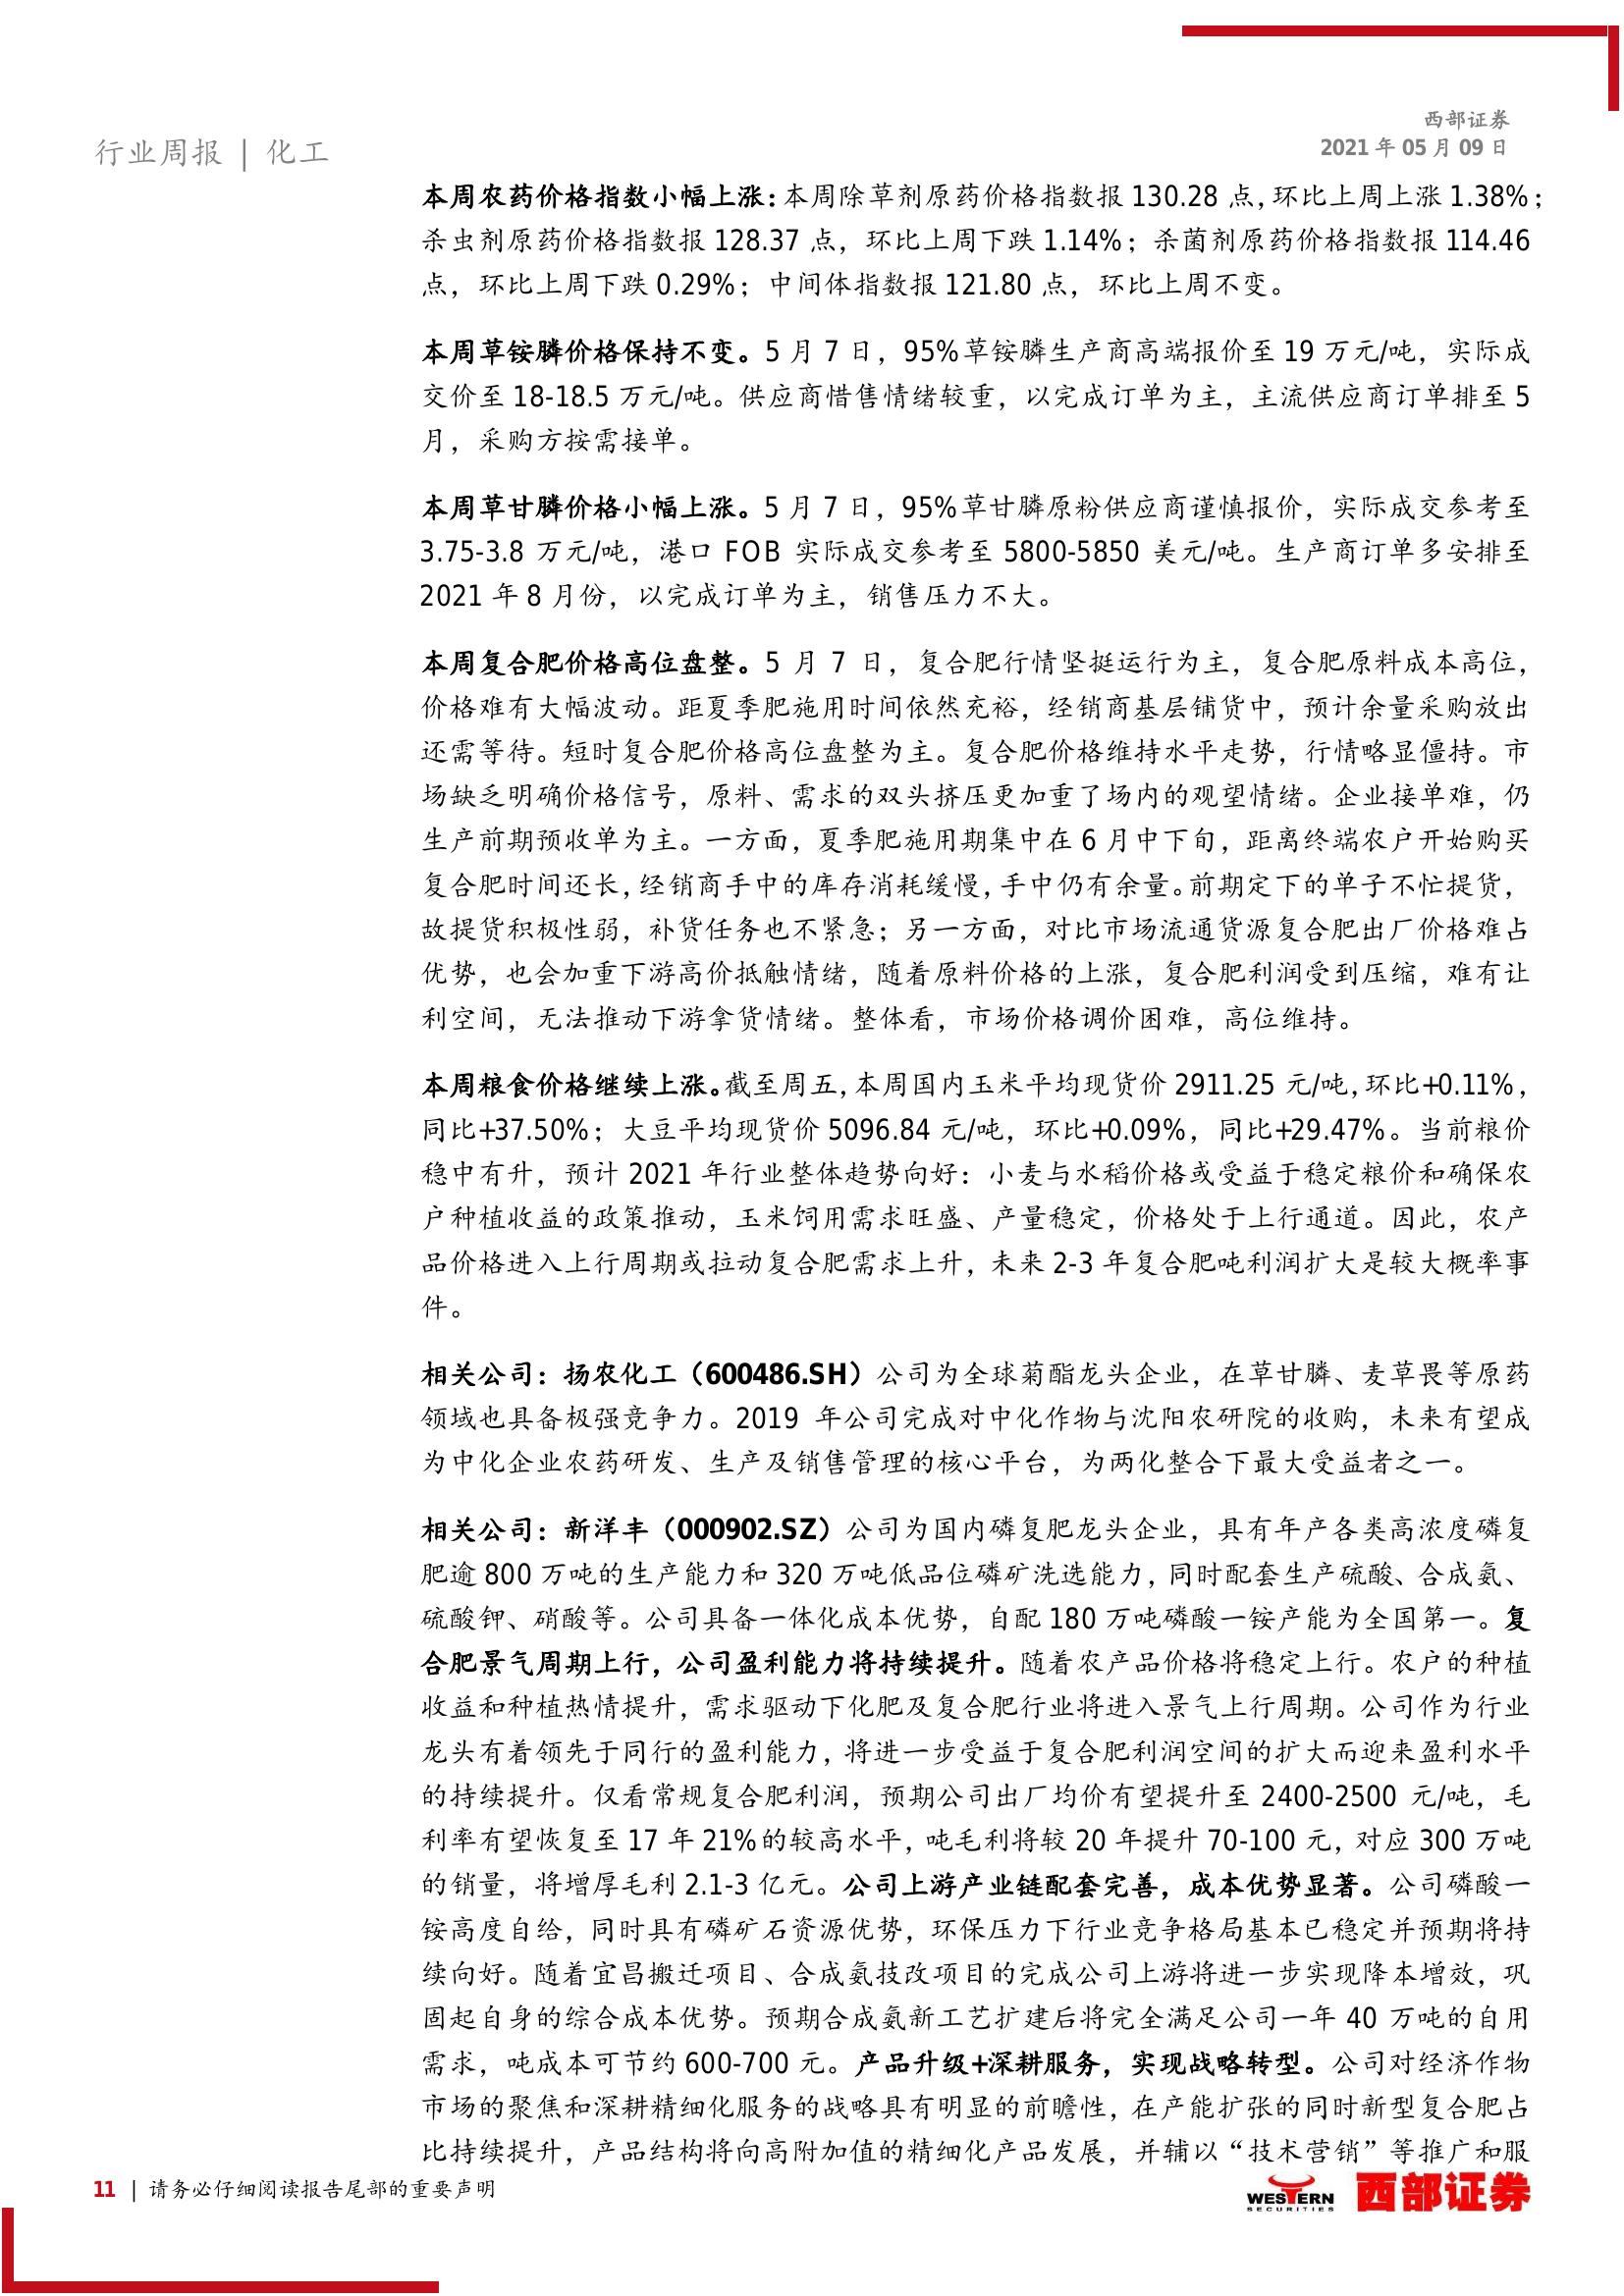 西部证券
行业周报 | 化工
2021 年 05 月 09 日
本周农药价格指数小幅上涨：本周除草剂原药价格指数报 130.28 点，环比上周上涨 1.38%；
杀虫剂原药价格指数报 128.37 点，环比上周下跌 1.14%；杀菌剂原药价格指数报 114.46
点，环比上周下跌 0.29%；中间体指数报 121.80 点，环比上周不变。
本周草铵膦价格保持不变。5 月 7 日，95%草铵膦生产商高端报价至 19 万元/吨，实际成
交价至 18-18.5 万元/吨。供应商惜售情绪较重，以完成订单为主，主流供应商订单排至 5
月，采购方按需接单。
本周草甘膦价格小幅上涨。5 月 7 日，95%草甘膦原粉供应商谨慎报价，实际成交参考至
3.75-3.8 万元/吨，港口 FOB 实际成交参考至 5800-5850 美元/吨。生产商订单多安排至
2021 年 8 月份，以完成订单为主，销售压力不大。
本周复合肥价格高位盘整。5 月 7 日，复合肥行情坚挺运行为主，复合肥原料成本高位，
价格难有大幅波动。距夏季肥施用时间依然充裕，经销商基层铺货中，预计余量采购放出
还需等待。短时复合肥价格高位盘整为主。复合肥价格维持水平走势，行情略显僵持。市
场缺乏明确价格信号，原料、需求的双头挤压更加重了场内的观望情绪。企业接单难，仍
生产前期预收单为主。一方面，夏季肥施用期集中在 6 月中下旬，距离终端农户开始购买
复合肥时间还长，经销商手中的库存消耗缓慢，手中仍有余量。前期定下的单子不忙提货，
故提货积极性弱，补货任务也不紧急；另一方面，对比市场流通货源复合肥出厂价格难占
优势，也会加重下游高价抵触情绪，随着原料价格的上涨，复合肥利润受到压缩，难有让
利空间，无法推动下游拿货情绪。整体看，市场价格调价困难，高位维持。
本周粮食价格继续上涨。截至周五，本周国内玉米平均现货价 2911.25 元/吨，环比+0.11%，
同比+37.50%；大豆平均现货价 5096.84 元/吨，环比+0.09%，同比+29.47%。当前粮价
稳中有升，预计 2021 年行业整体趋势向好：小麦与水稻价格或受益于稳定粮价和确保农
户种植收益的政策推动，玉米饲用需求旺盛、产量稳定，价格处于上行通道。因此，农产
品价格进入上行周期或拉动复合肥需求上升，未来 2-3 年复合肥吨利润扩大是较大概率事
件。
相关公司：扬农化工（600486.SH）公司为全球菊酯龙头企业，在草甘膦、麦草畏等原药
领域也具备极强竞争力。2019 年公司完成对中化作物与沈阳农研院的收购，未来有望成
为中化企业农药研发、生产及销售管理的核心平台，为两化整合下最大受益者之一。
相关公司：新洋丰（000902.SZ）公司为国内磷复肥龙头企业，具有年产各类高浓度磷复
肥逾 800 万吨的生产能力和 320 万吨低品位磷矿洗选能力，同时配套生产硫酸、合成氨、
硫酸钾、硝酸等。公司具备一体化成本优势，自配 180 万吨磷酸一铵产能为全国第一。复
合肥景气周期上行，公司盈利能力将持续提升。随着农产品价格将稳定上行。农户的种植
收益和种植热情提升，需求驱动下化肥及复合肥行业将进入景气上行周期。公司作为行业
龙头有着领先于同行的盈利能力，将进一步受益于复合肥利润空间的扩大而迎来盈利水平
的持续提升。仅看常规复合肥利润，预期公司出厂均价有望提升至 2400-2500 元/吨，毛
利率有望恢复至 17 年 21%的较高水平，吨毛利将较 20 年提升 70-100 元，对应 300 万吨
的销量，将增厚毛利 2.1-3 亿元。公司上游产业链配套完善，成本优势显著。公司磷酸一
铵高度自给，同时具有磷矿石资源优势，环保压力下行业竞争格局基本已稳定并预期将持
续向好。随着宜昌搬迁项目、合成氨技改项目的完成公司上游将进一步实现降本增效，巩
固起自身的综合成本优势。预期合成氨新工艺扩建后将完全满足公司一年 40 万吨的自用
需求，吨成本可节约 600-700 元。产品升级+深耕服务，实现战略转型。公司对经济作物
市场的聚焦和深耕精细化服务的战略具有明显的前瞻性，在产能扩张的同时新型复合肥占
比持续提升，产品结构将向高附加值的精细化产品发展，并辅以“技术营销”等推广和服
11 | 请务必仔细阅读报告尾部的重要声明
WESTERN
SECURITIES
西部证券